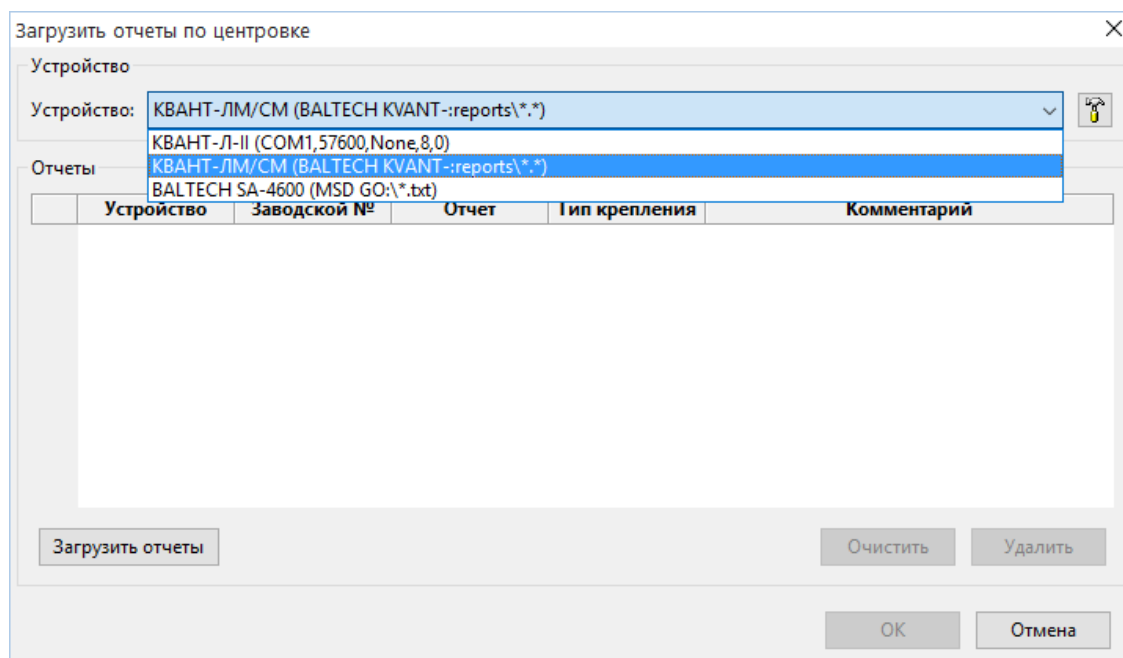 Загрузить отчеты по центровке
Устройство
Устройство: КВАНТ-ЛМ/СМ (BALTECH KVANT-:reports\*.*)
КВАНТ-Л-II (COM1,57600,None,8,0)
КВАНТ-ЛМ/СМ (BALTECH KVANT-:reports\*.*)
BALTECH SA-4600 (MSD GO:\*.txt)
Отчеты
Устройство Заводской № Отчет Тип крепления Комментарий
Загрузить отчеты Очистить Удалить
OK Отмена